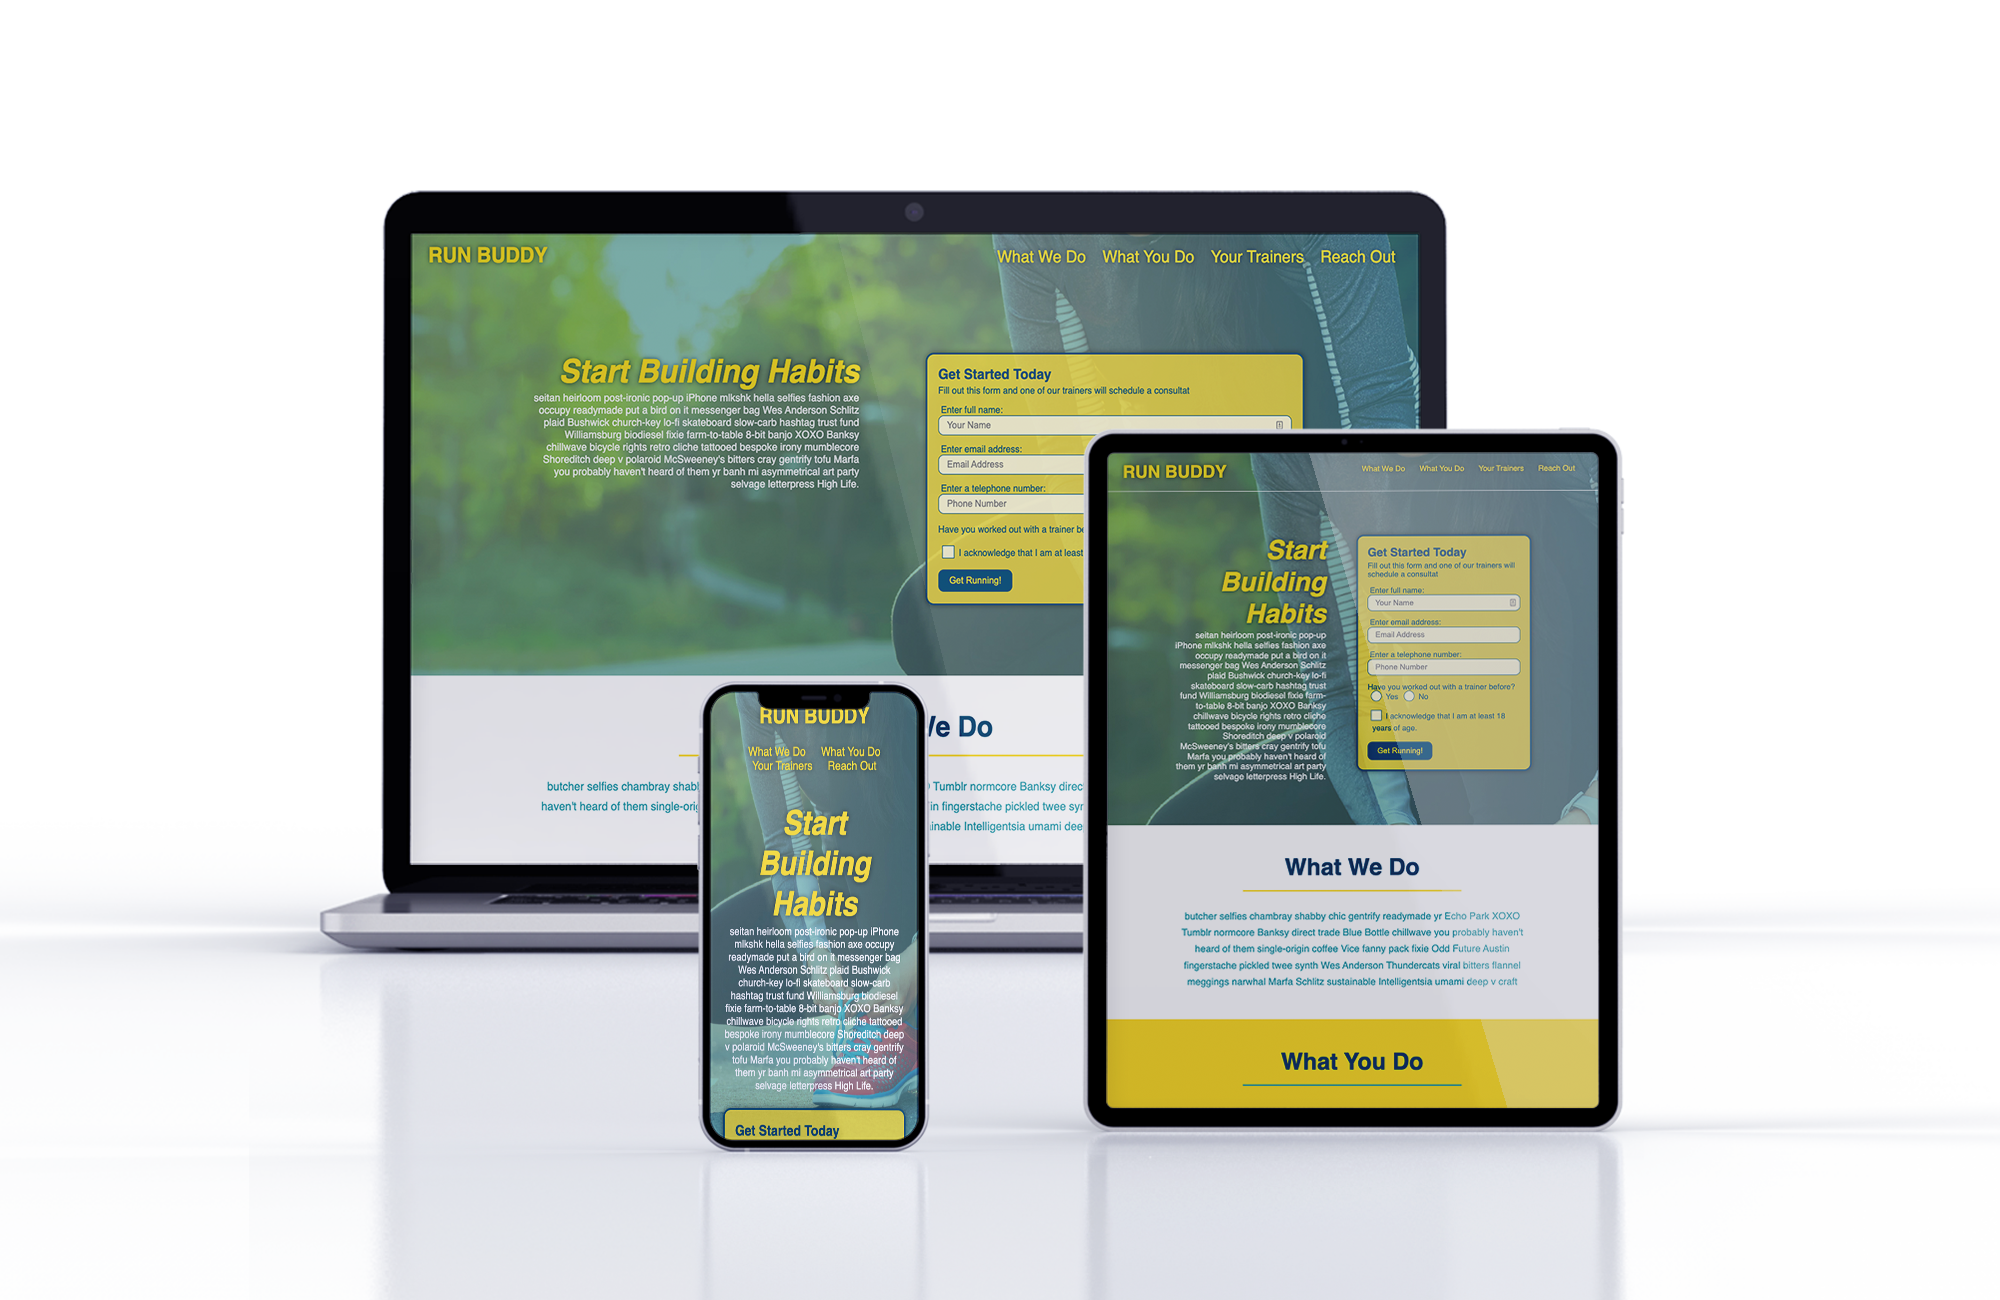 RUN BUDDY
What We Do What You Do Your Trainers Reach Out
Start Building Habits
seitan heirloom post-ironic pop-up iPhone mlkshk hella selfies fashion axe
occupy readymade put a bird on it messenger bag Wes Anderson Schlitz
plaid Bushwick church-key lo-fi skateboard slow-carb hashtag trust fund
Williamsburg biodiesel fixie farm-to-table 8-bit banjo XOXO Banksy
chillwave bicycle rights retro cliche tattooed bespoke irony mumblecore
Shoreditch deep v polaroid McSweeney's bitters cray gentrify tofu Marfa
you probably haven't heard of them yr banh mi asymmetrical art party
selvage letterpress High Life.
Get Started Today
Fill out this form and one of our trainers will schedule a consultat
Enter full name:
Your Name
Enter email address:
Email Address
Enter a telephone number:
Phone Number
Have you worked out with a trainer
I acknowledge that I am at least
Get Running!
We Do
butcher selfies chambray
Tumblr normcore Banksy direc
haven't heard of them
fingerstache pickled twee
Intelligentsia umami dee
RUN BUDDY
What We Do What You Do
Your Trainers Reach Out
Start
Building
Habits
seitan heirloom post-ironic pop-up iPhone
mlkshk hella selfies fashion axe occupy
readymade put a bird on it messenger bag
Wes Anderson Schlitz plaid Bushwick
church-key lo-fi skateboard slow-carb
hashtag trust fund Williamsburg biodiesel
fixie farm-to-table 8-bit banjo XOXO Banksy
chillwave bicycle rights retro cliche tattooed
bespoke irony mumblecore Shoreditch deep
v polaroid McSweeney's bitters cray gentrify
tofu Marfa you probably haven't heard of
them yr banh mi asymmetrical art party
selvage letterpress High Life.
Get Started Today
RUN BUDDY
What We Do What You Do Your Trainers Reach Out
Start
Building
Habits
seitan heirloom post-ironic pop-up
iPhone mlkshk hella selfies fashion axe
occupy readymade put a bird on it
messenger bag Wes Anderson Schlitz
plaid Bushwick church-key lo-fi
skateboard slow-carb hashtag trust
fund Williamsburg biodiesel fixie farm-
to-table 8-bit banjo XOXO Banksy
chillwave bicycle rights retro cliche
tattooed bespoke irony mumblecore
Shoreditch deep v polaroid
McSweeney's bitters cray gentrify tofu
Marfa you probably haven't heard of
them yr banh mi asymmetrical art party
selvage letterpress High Life.
Get Started Today
Fill out this form and one of our trainers will
schedule a consultat
Enter full name:
Your Name
Enter email address:
Email Address
Enter a telephone number:
Phone Number
Have you worked out with a trainer before?
Yes No
I acknowledge that I am at least 18
years of age.
Get Running!
What We Do
butcher selfies chambray shabby chic gentrify readymade yr Echo Park XOXO
Tumblr normcore Banksy direct trade Blue Bottle chillwave you probably haven't
heard of them single-origin coffee Vice fanny pack fixie Odd Future Austin
fingerstache pickled twee synth Wes Anderson Thundercats viral bitters flannel
meggings narwhal Marfa Schlitz sustainable Intelligentsia umami deep v craft
What You Do